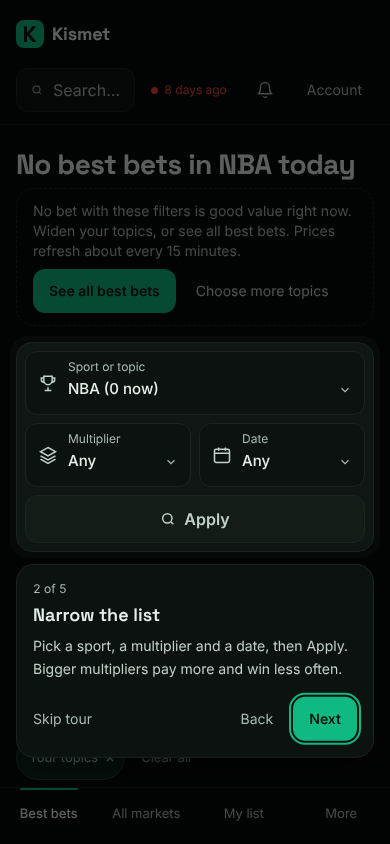 Kismet
Search...
8 days ago
Account
No best bets in NBA today
No bet with these filters is good value right now.
Widen your topics, or see all best bets. Prices
refresh about every 15 minutes.
See all best bets
Choose more topics
Sport or topic
NBA (0 now)
Multiplier
Any
Date
Any
Apply
2 of 5
Narrow the list
Pick a sport, a multiplier and a date, then Apply.
Bigger multipliers pay more and win less often.
Skip tour
Back
Next
Your topics ×
Clear all
Best bets
All markets
My list
More